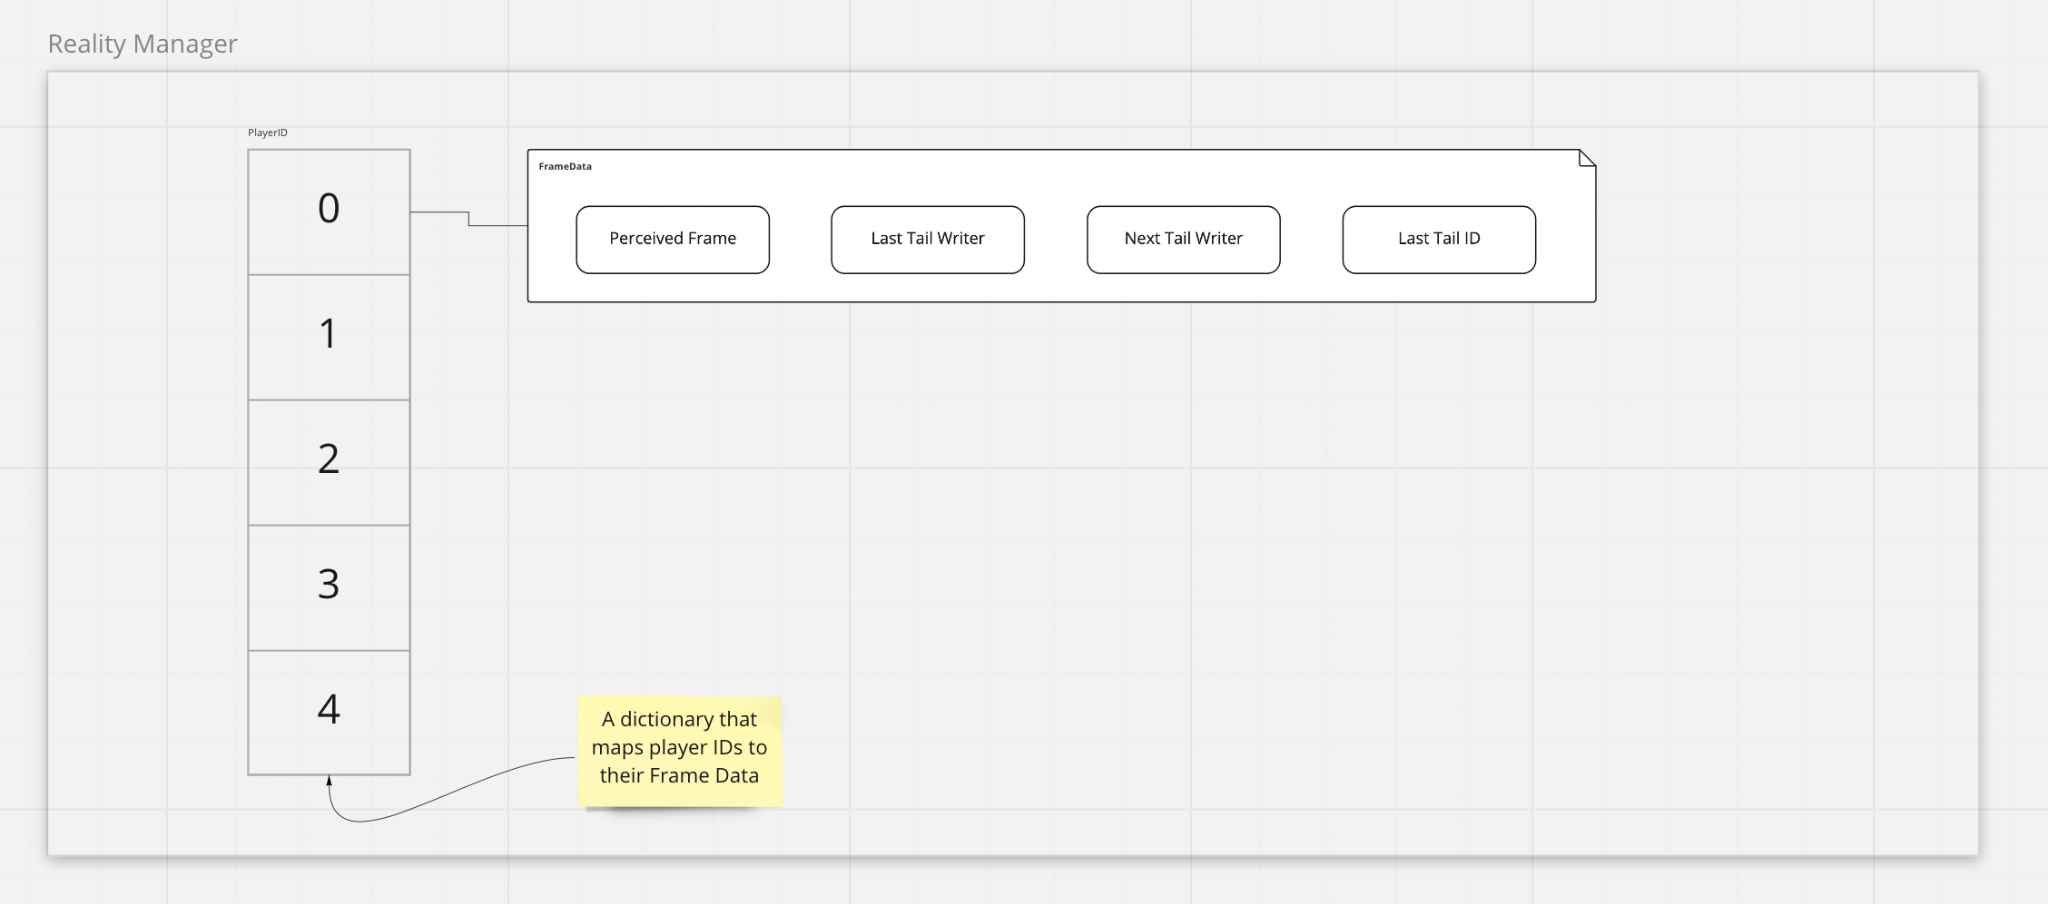 Reality Manager
PlayerID
0
1
2
3
4
FrameData
Perceived Frame
Last Tail Writer
Next Tail Writer
Last Tail ID
A dictionary that
maps player IDs to
their Frame Data